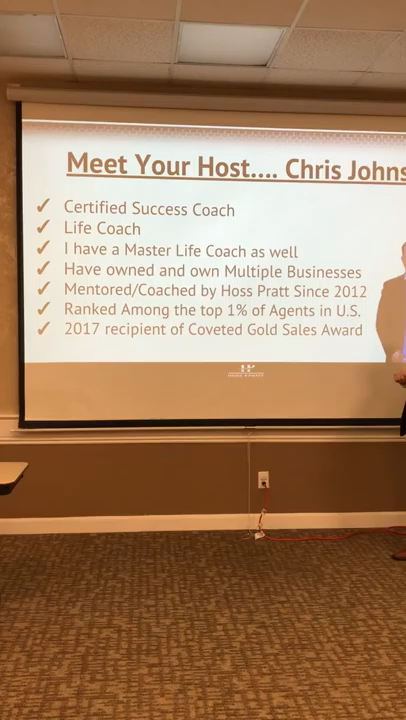 Meet Your Host.... Chris Johns
✓ Certified Success Coach
✓ Life Coach
✓ I have a Master Life Coach as well
✓ Have owned and own Multiple Businesses
✓ Mentored/Coached by Hoss Pratt Since 2012
✓ Ranked Among the top 1% of Agents in U.S.
✓ 2017 recipient of Coveted Gold Sales Award